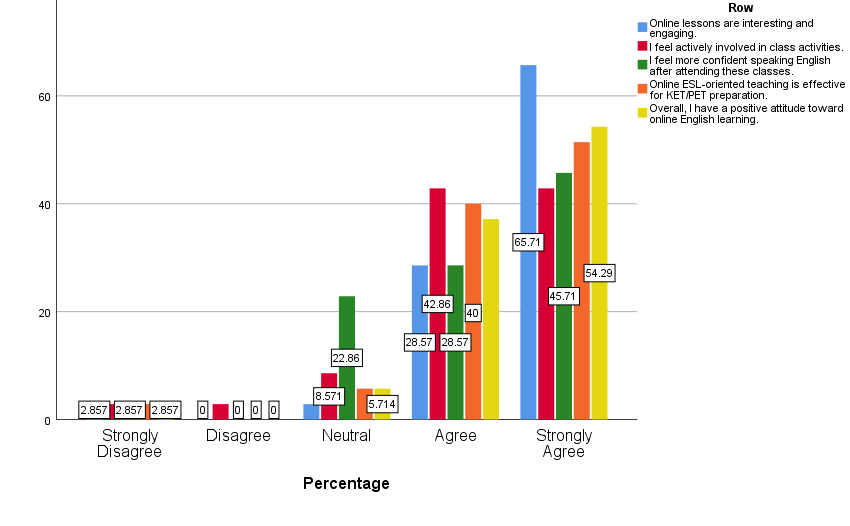 Row
Online lessons are interesting and
engaging.
I feel actively involved in class activities.
I feel more confident speaking English
after attending these classes.
Online ESL-oriented teaching is effective
for KET/PET preparation.
Overall, I have a positive attitude toward
online English learning.
60
40
20
0
2.857 2.857 2.857
0 0 0 0
8.571 22.86 5.714
28.57 42.86 28.57 40
65.71 45.71 54.29
Strongly
Disagree
Disagree
Neutral
Agree
Strongly
Agree
Percentage